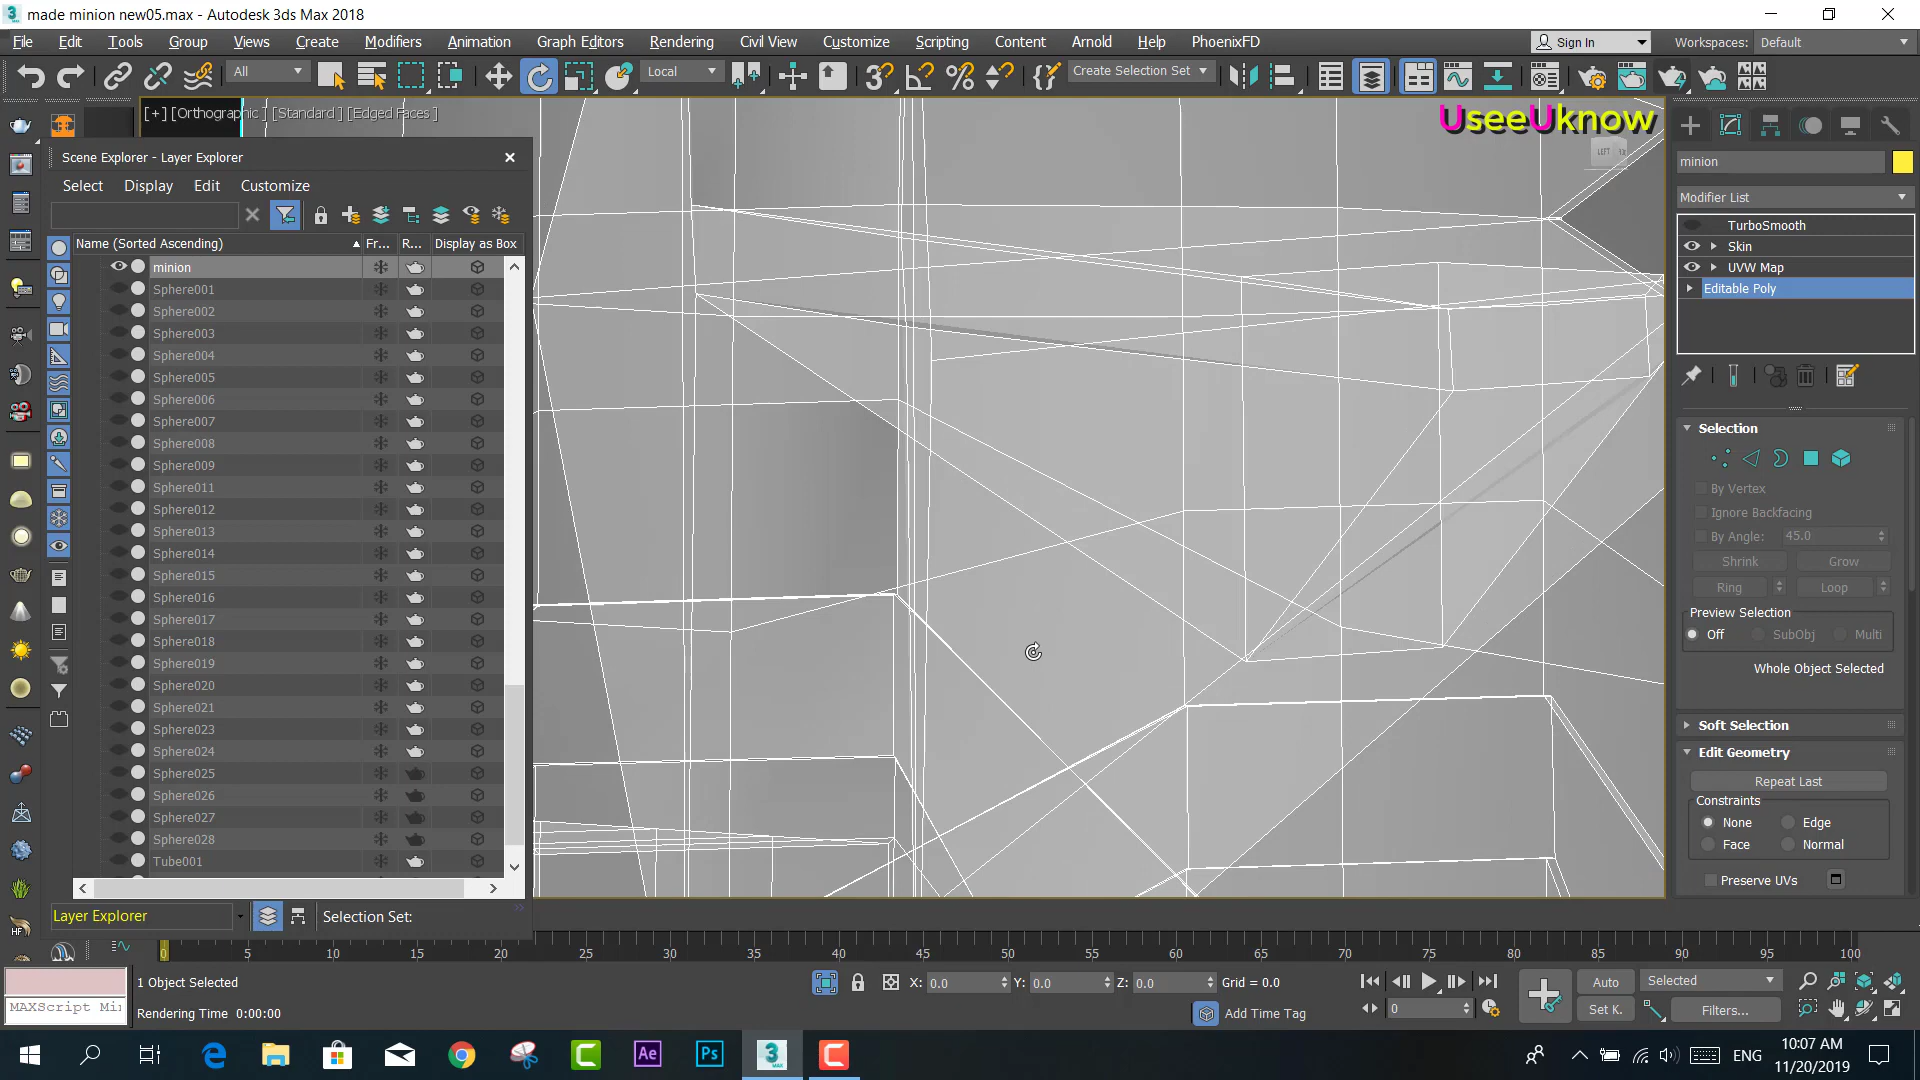 made minion new05.max - Autodesk 3ds Max 2018
File Edit Tools Group Views Create Modifiers Animation Graph Editors Rendering Civil View Customize Scripting Content Arnold Help PhoenixFD Sign In Workspaces: Default
All Local Create Selection Set
[+] [Orthographic ] [Standard ] [Edged Faces ]
UseeUknow
LEFT
Scene Explorer - Layer Explorer
Select Display Edit Customize
Name (Sorted Ascending) Fr... R... Display as Box
minion
Sphere001
Sphere002
Sphere003
Sphere004
Sphere005
Sphere006
Sphere007
Sphere008
Sphere009
Sphere011
Sphere012
Sphere013
Sphere014
Sphere015
Sphere016
Sphere017
Sphere018
Sphere019
Sphere020
Sphere021
Sphere023
Sphere024
Sphere025
Sphere026
Sphere027
Sphere028
Tube001
Layer Explorer Selection Set:
minion
Modifier List
TurboSmooth
Skin
UVW Map
Editable Poly
Selection
By Vertex
Ignore Backfacing
By Angle: 45.0
Shrink Grow
Ring Loop
Preview Selection
Off SubObj Multi
Whole Object Selected
Soft Selection
Edit Geometry
Repeat Last
Constraints
None Edge
Face Normal
Preserve UVs
0 5 10 15 20 25 30 35 40 45 50 55 60 65 70 75 80 85 90 95 100
1 Object Selected X: 0.0 Y: 0.0 Z: 0.0 Grid = 0.0 Auto Selected
MAXScript Mi
Rendering Time 0:00:00 Add Time Tag 0 Set K. Filters...
HF
Ae Ps 3 MAX ENG 10:07 AM
11/20/2019